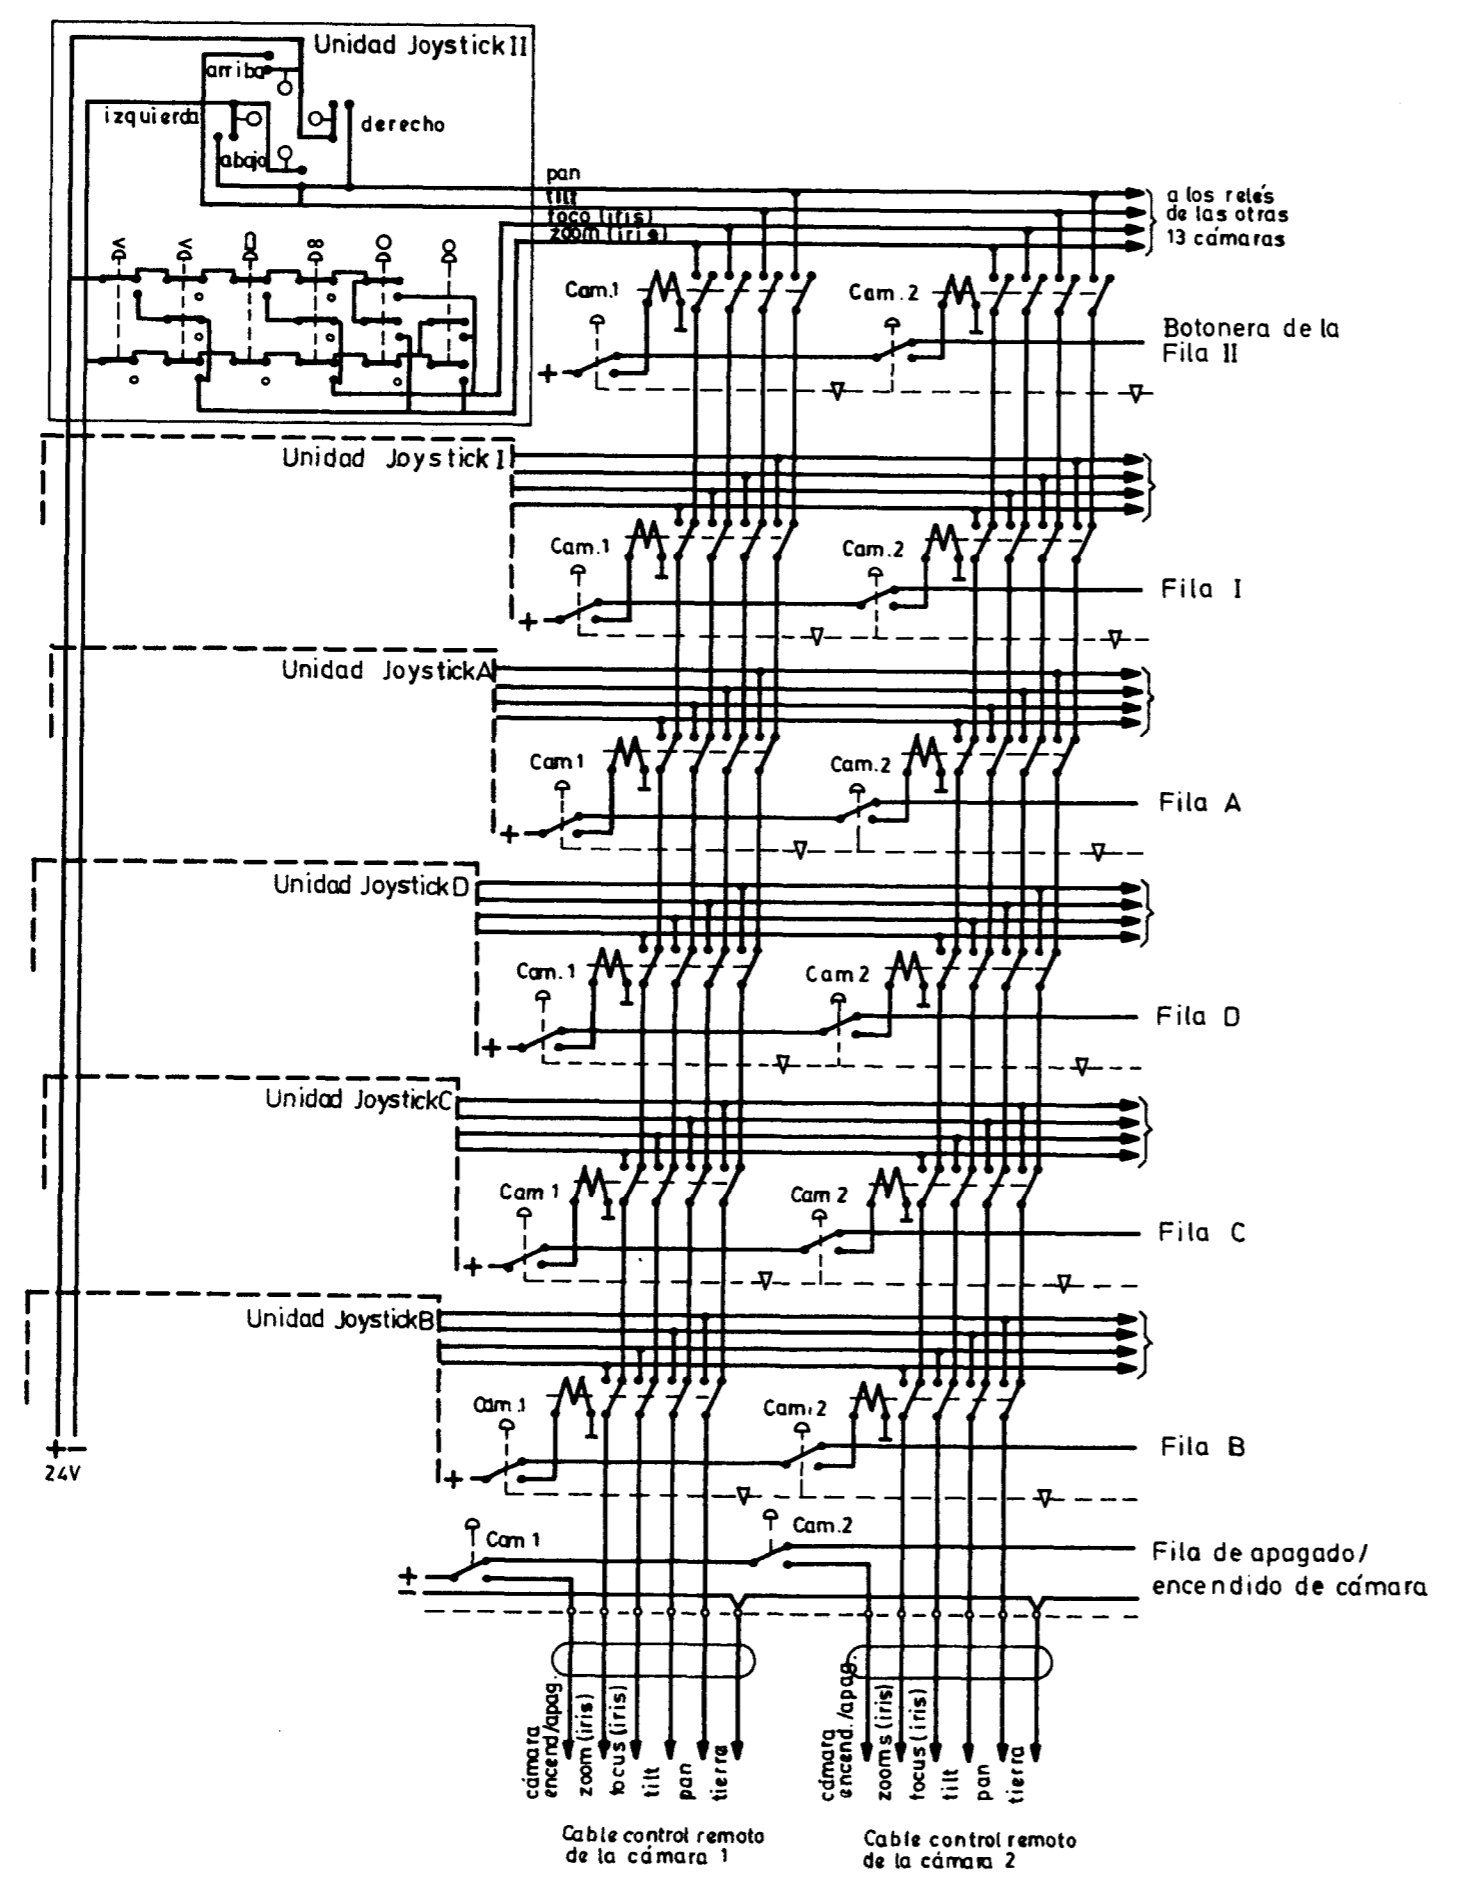 Unidad Joystick II
arriba
izquierda
derecho
abajo
pan
tilt
foco (iris)
zoom (iris)
a los relés
de las otras
13 cámaras
Cam.1
Cam.2
Botonera de la
Fila II
+
Unidad Joystick I
Cam.1
Cam.2
Fila I
+
Unidad Joystick A
Cam 1
Cam.2
Fila A
+
Unidad Joystick D
Cam. 1
Cam 2
Fila D
+
Unidad Joystick C
Cam 1
Cam 2
Fila C
+
Unidad Joystick B
Cam.1
Cam. 2
Fila B
+
+ -
24V
Cam 1
Cam.2
Fila de apagado/
encendido de cámara
+
-
cámara
encend/apag.
zoom (iris)
focus (iris)
tilt
pan
tierra
cámara
encend./apag.
zooms (iris)
focus (iris)
tilt
pan
tierra
Cable control remoto
de la cámara 1
Cable control remoto
de la cámara 2